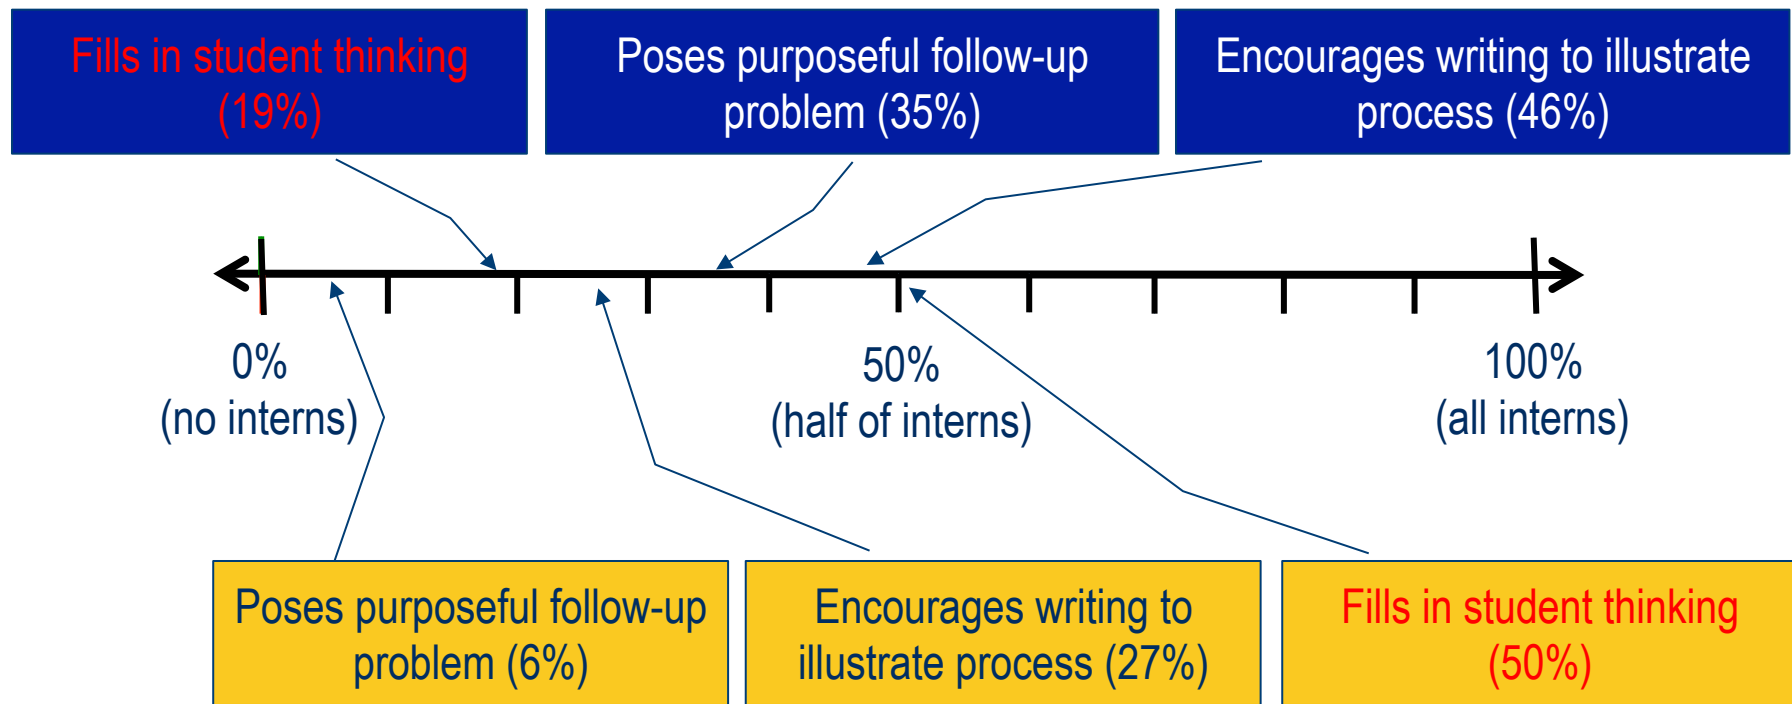 Fills in student thinking
(19%)
Poses purposeful follow-up
problem (35%)
Encourages writing to illustrate
process (46%)
0%
(no interns)
50%
(half of interns)
100%
(all interns)
Poses purposeful follow-up
problem (6%)
Encourages writing to
illustrate process (27%)
Fills in student thinking
(50%)